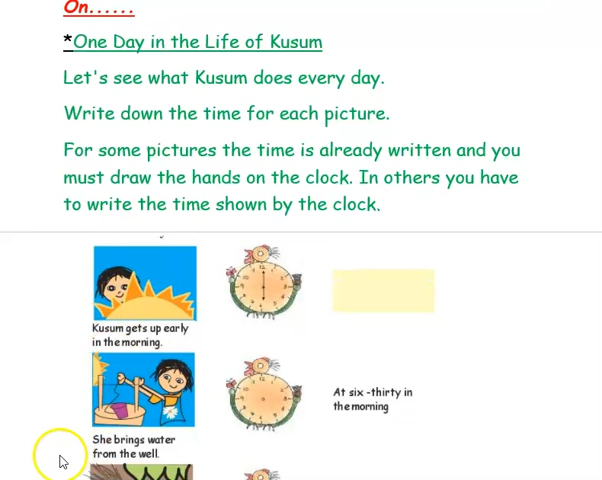 On......
*One Day in the Life of Kusum
Let's see what Kusum does every day.
Write down the time for each picture.
For some pictures the time is already written and you
must draw the hands on the clock. In others you have
to write the time shown by the clock.
Kusum gets up early
in the morning.
At six -thirty in
the morning
She brings water
from the well.